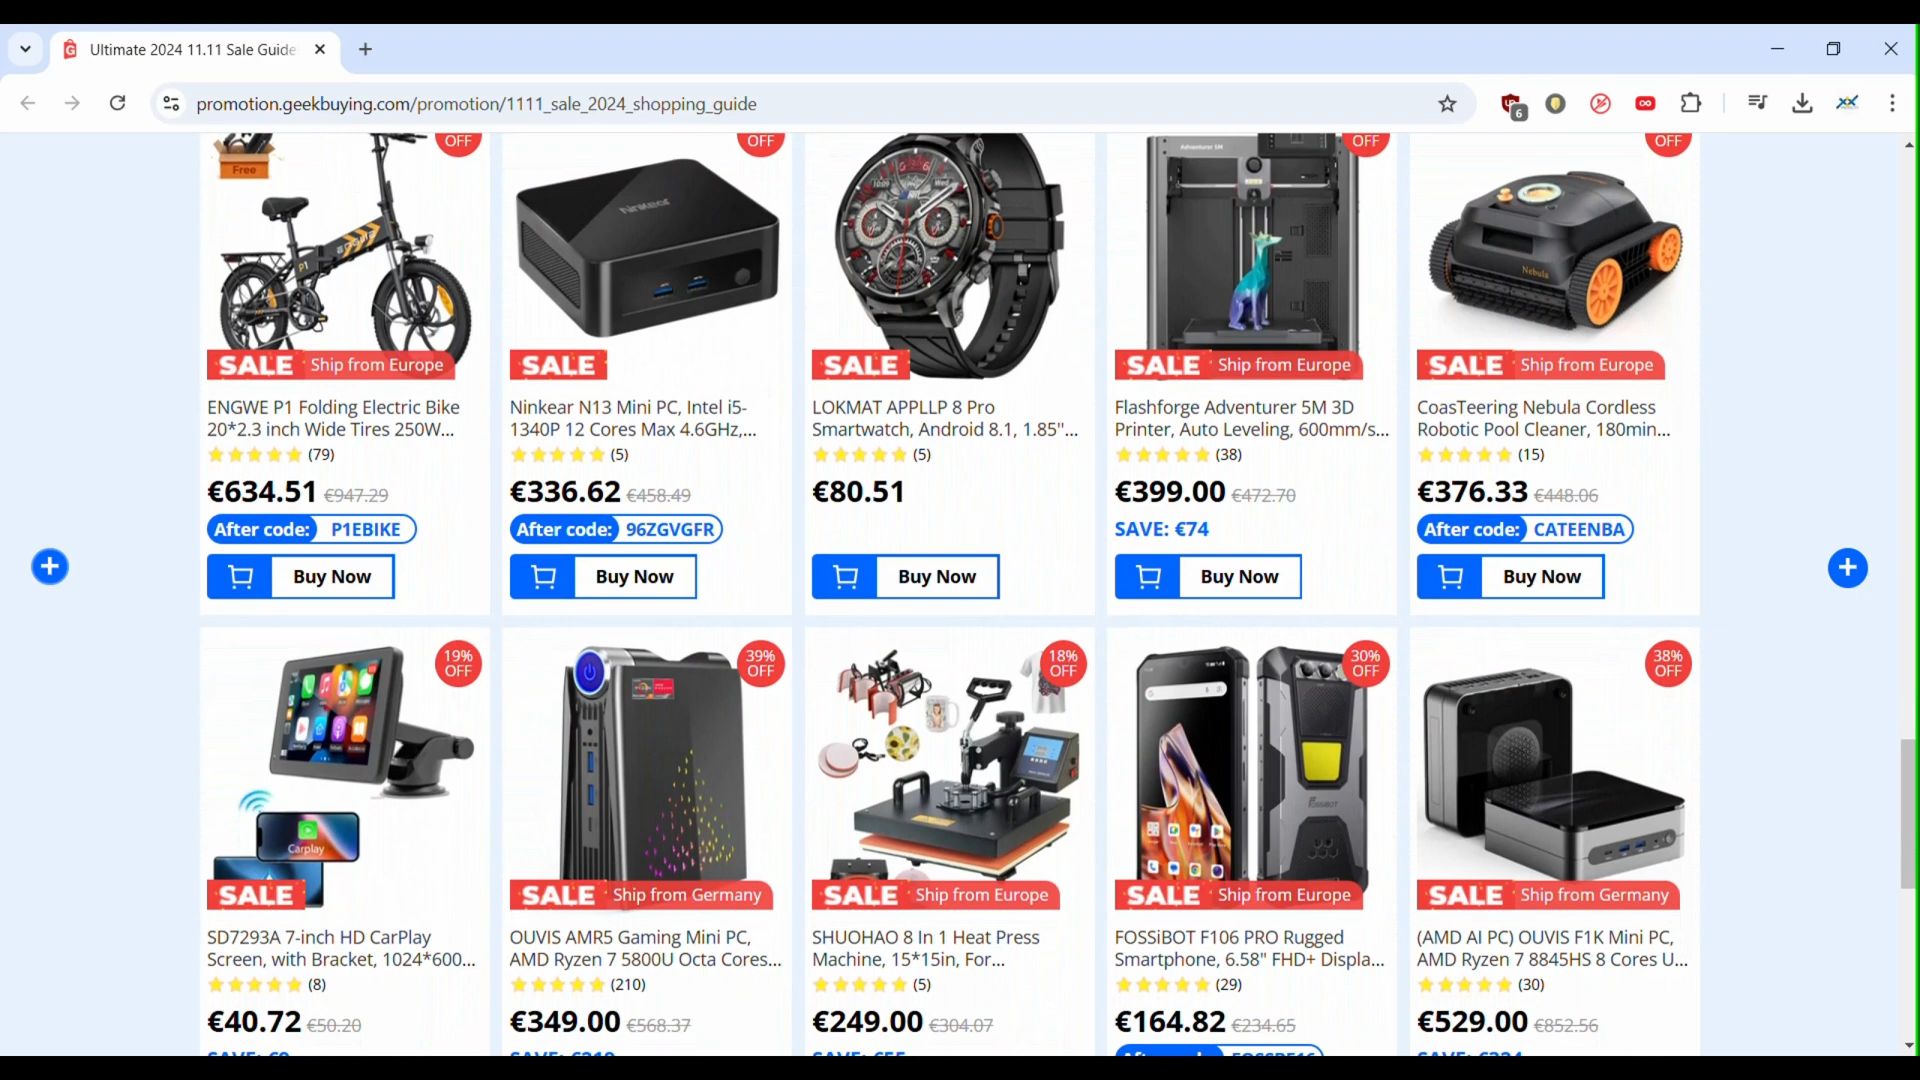 Ultimate 2024 11.11 Sale Guide
promotion.geekbuying.com/promotion/1111_sale_2024_shopping_guide
6
OFF
OFF
OFF
OFF
Free
ENGWE
P1
Ninkear
Adventurer 5M
Nebula
SALE Ship from Europe
SALE
SALE
SALE Ship from Europe
SALE Ship from Europe
ENGWE P1 Folding Electric Bike
20*2.3 inch Wide Tires 250W...
(79)
€634.51 €947.29
After code: P1EBIKE
Buy Now
Ninkear N13 Mini PC, Intel i5-
1340P 12 Cores Max 4.6GHz,...
(5)
€336.62 €458.49
After code: 96ZGVGFR
Buy Now
LOKMAT APPLLP 8 Pro
Smartwatch, Android 8.1, 1.85"...
(5)
€80.51
Buy Now
Flashforge Adventurer 5M 3D
Printer, Auto Leveling, 600mm/s...
(38)
€399.00 €472.70
SAVE: €74
Buy Now
CoasTeering Nebula Cordless
Robotic Pool Cleaner, 180min...
(15)
€376.33 €448.06
After code: CATEENBA
Buy Now
19%
OFF
39%
OFF
18%
OFF
30%
OFF
38%
OFF
Carplay
FOSSIBOT
SALE
SALE Ship from Germany
SALE Ship from Europe
SALE Ship from Europe
SALE Ship from Germany
SD7293A 7-inch HD CarPlay
Screen, with Bracket, 1024*600...
(8)
€40.72 €50.20
OUVIS AMR5 Gaming Mini PC,
AMD Ryzen 7 5800U Octa Cores...
(210)
€349.00 €568.37
SHUOHAO 8 In 1 Heat Press
Machine, 15*15in, For...
(5)
€249.00 €304.07
FOSSiBOT F106 PRO Rugged
Smartphone, 6.58" FHD+ Displa...
(29)
€164.82 €234.65
(AMD AI PC) OUVIS F1K Mini PC,
AMD Ryzen 7 8845HS 8 Cores U...
(30)
€529.00 €852.56